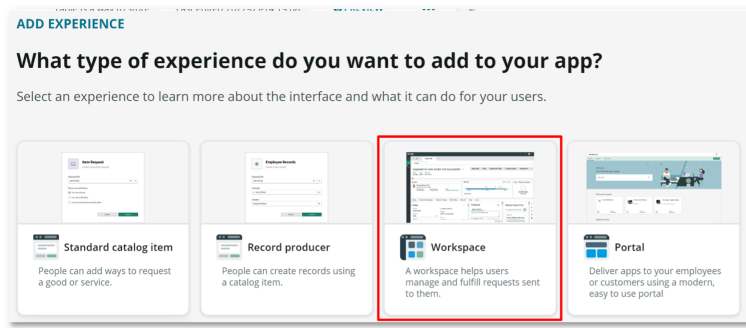 PREVIEW
ADD EXPERIENCE
What type of experience do you want to add to your app?
Select an experience to learn more about the interface and what it can do for your users.
Item Request
Employee Records
Standard catalog item
People can add ways to request
a good or service.
Record producer
People can create records using
a catalog item.
Workspace
A workspace helps users
manage and fulfill requests sent
to them.
Portal
Deliver apps to your employees
or customers using a modern,
easy to use portal